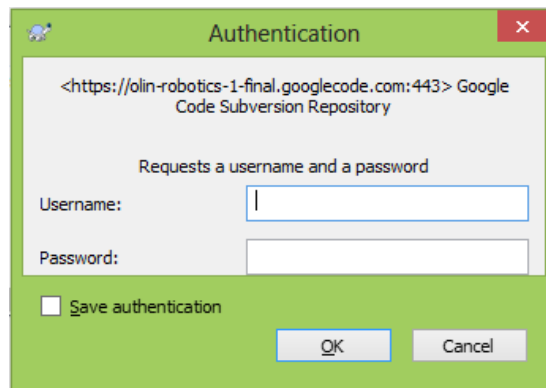 Authentication
<https://olin-robotics-1-final.googlecode.com:443> Google
Code Subversion Repository
Requests a username and a password
Username:
Password:
Save authentication
OK
Cancel